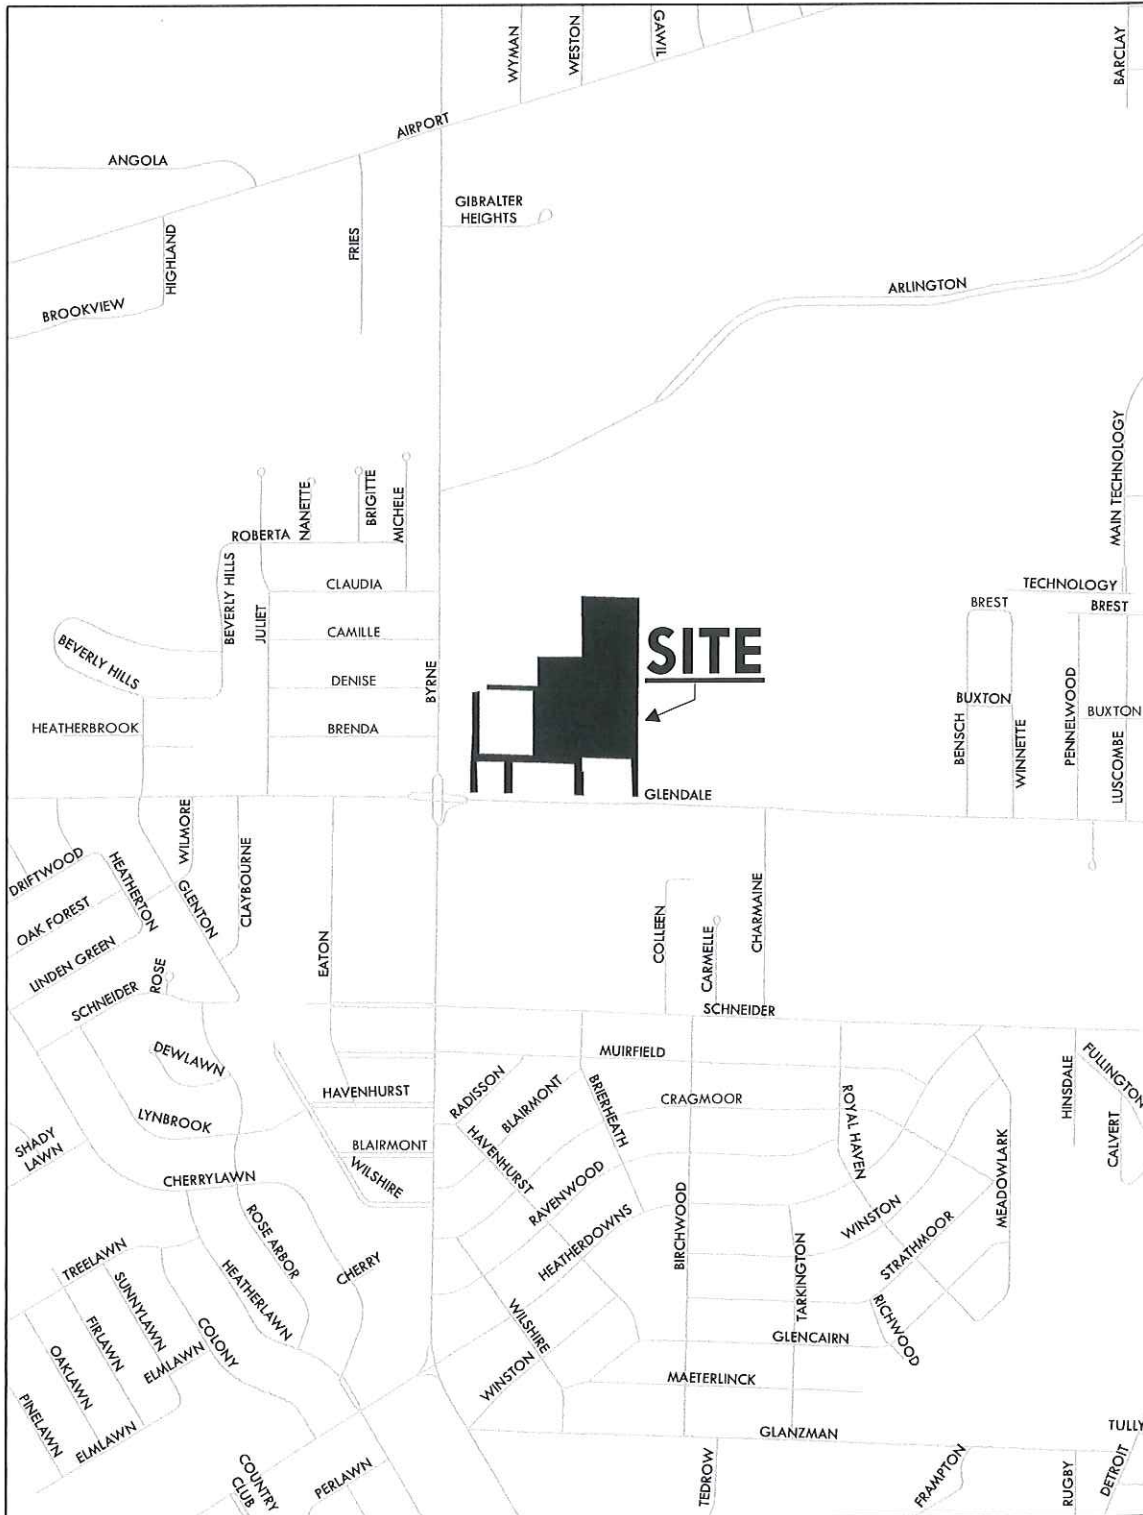 WYMAN
WESTON
GAWIL
BARCLAY
AIRPORT
ANGOLA
GIBRALTER
HEIGHTS
HIGHLAND
FRIES
BROOKVIEW
ARLINGTON
MAIN TECHNOLOGY
NANETTE
BRIGITTE
MICHELE
ROBERTA
BEVERLY HILLS
JULIET
CLAUDIA
TECHNOLOGY
BREST
BREST
CAMILLE
SITE
BEVERLY HILLS
DENISE
BYRNE
BENSCH
BUXTON
WINNETTE
PENNELWOOD
BUXTON
LUSCOMBE
HEATHERBROOK
BRENDA
GLENDALE
WILMORE
DRIFTWOOD
HEATHERTON
GLENTON
CLAYBOURNE
OAK FOREST
LINDEN GREEN
EATON
COLLEEN
CARMELLE
CHARMAINE
ROSE
SCHNEIDER
SCHNEIDER
DEWLAWN
MUIRFIELD
HINSDALE
FULLINGTON
HAVENHURST
RADISSON
BLAIRMONT
BRIERHEATH
CRAGMOOR
ROYAL HAVEN
LYNBROOK
SHADY
LAWN
BLAIRMONT
WILSHIRE
HAVENHURST
CALVERT
MEADOWLARK
CHERRYLAWN
RAVENWOOD
BIRCHWOOD
WINSTON
ROSE ARBOR
HEATHERDOWNS
STRATHMOOR
TREELAWN
CHERRY
TARKINGTON
SUNNYLAWN
HEATHERLAWN
FIRLAWN
COLONY
WILSHIRE
RICHWOOD
OAKLAWN
ELMLAWN
WINSTON
GLENCAIRN
MAETERLINCK
PINELAWN
ELMLAWN
GLANZMAN
TULLY
COUNTRY
CLUB
PERLAWN
TEDROW
FRAMPTON
RUGBY
DETROIT